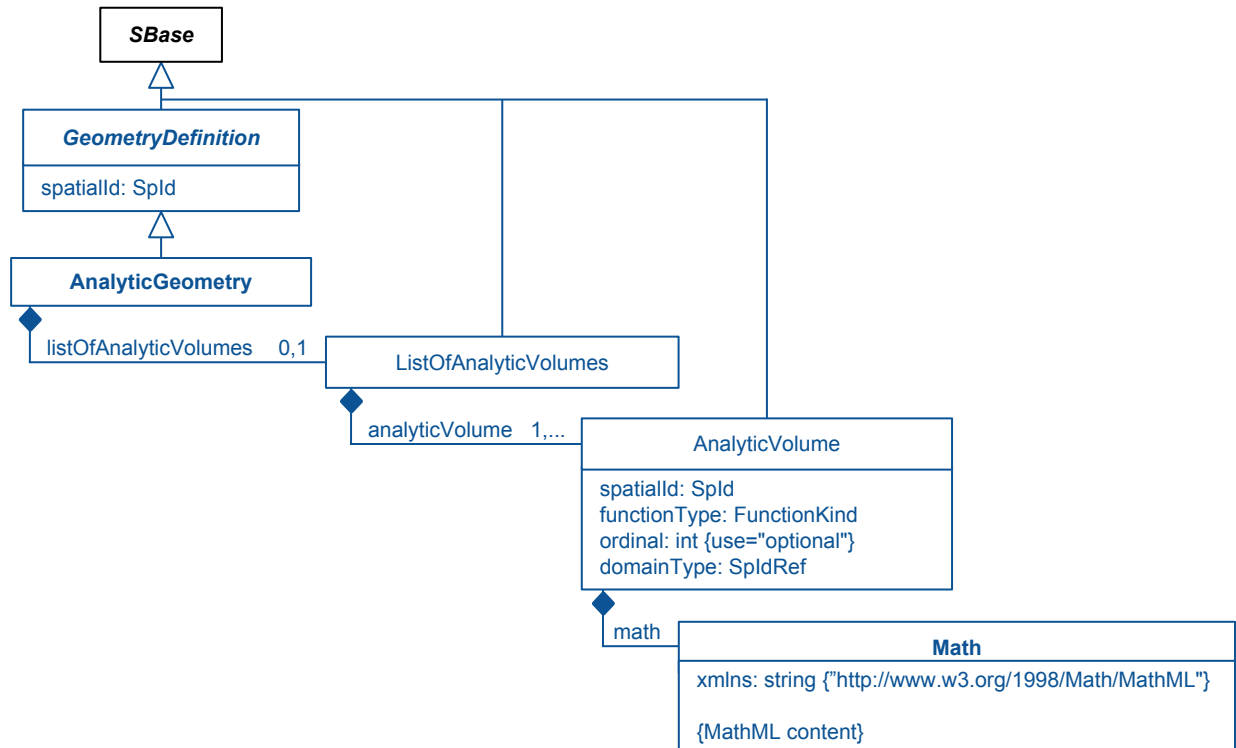 SBase
GeometryDefinition
spatialId: SpId
AnalyticGeometry
listOfAnalyticVolumes 0,1
ListOfAnalyticVolumes
analyticVolume 1,...
AnalyticVolume
spatialId: SpId
functionType: FunctionKind
ordinal: int {use="optional"}
domainType: SpIdRef
math
Math
xmlns: string {”http://www.w3.org/1998/Math/MathML"}
{MathML content}